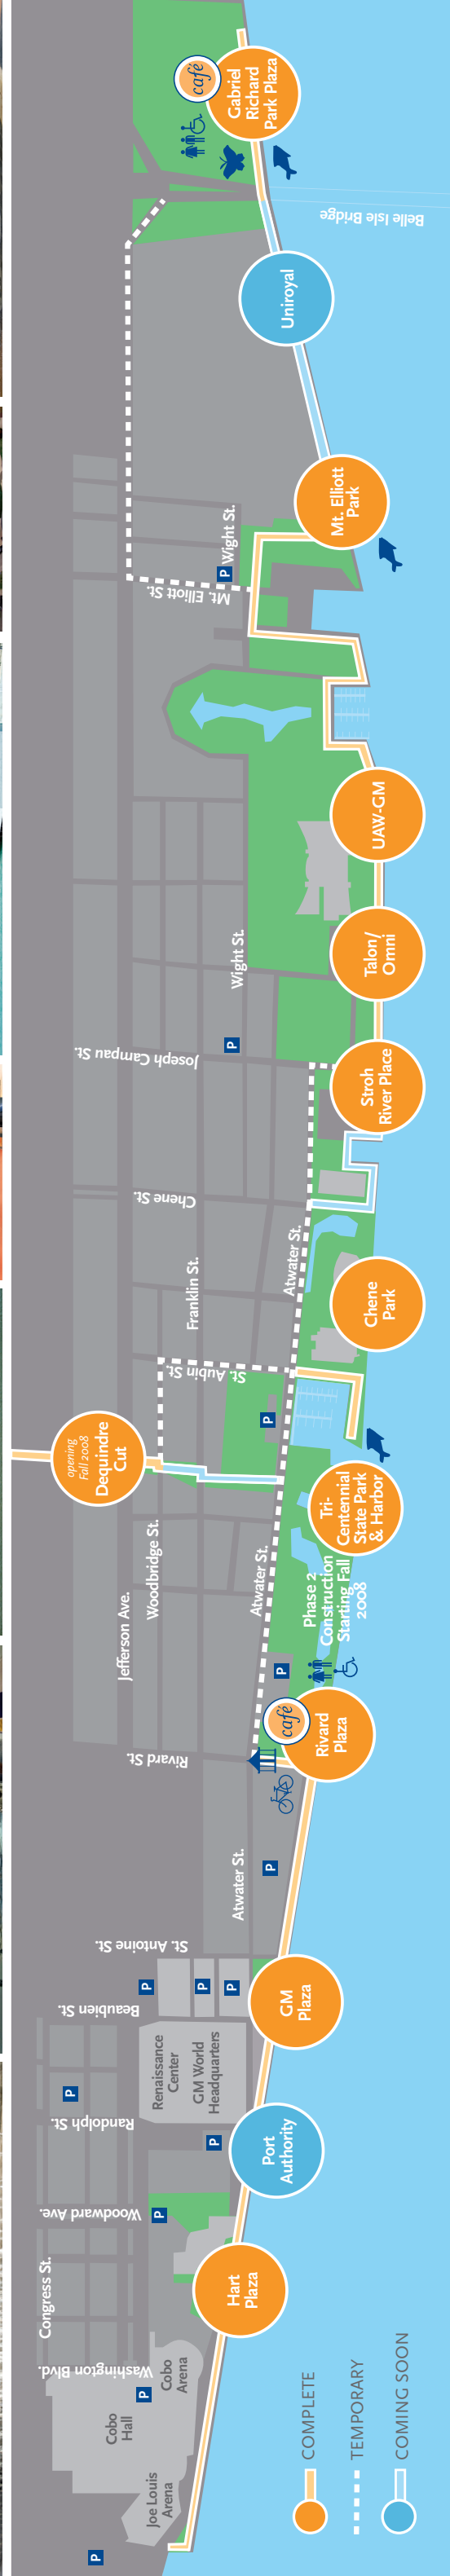 café
Gabriel
Richard
Park Plaza
Belle Isle Bridge
Uniroyal
Mt. Elliott
Park
Wight St.
P
Mt. Elliott St.
UAW-GM
Talon/
Omni
Wight St.
P
Joseph Campau St.
Stroh
River Place
Chene St.
Atwater St.
Franklin St.
Chene
Park
St. Aubin St.
P
opening
Fall 2008
Dequindre
Cut
Tri-
Centennial
State Park
& Harbor
Woodbridge St.
Jefferson Ave.
Atwater St.
Phase 2
Construction
Starting Fall
2008
P
café
Rivard
Plaza
Rivard St.
P
Atwater St.
St. Antoine St.
P
P
P
Beaubien St.
GM
Plaza
Renaissance
Center
GM World
Headquarters
P
Randolph St.
P
Port
Authority
Woodward Ave.
P
Hart
Plaza
Congress St.
Washington Blvd.
Cobo
Arena
P
Cobo
Hall
Joe Louis
Arena
P
COMPLETE
TEMPORARY
COMING SOON